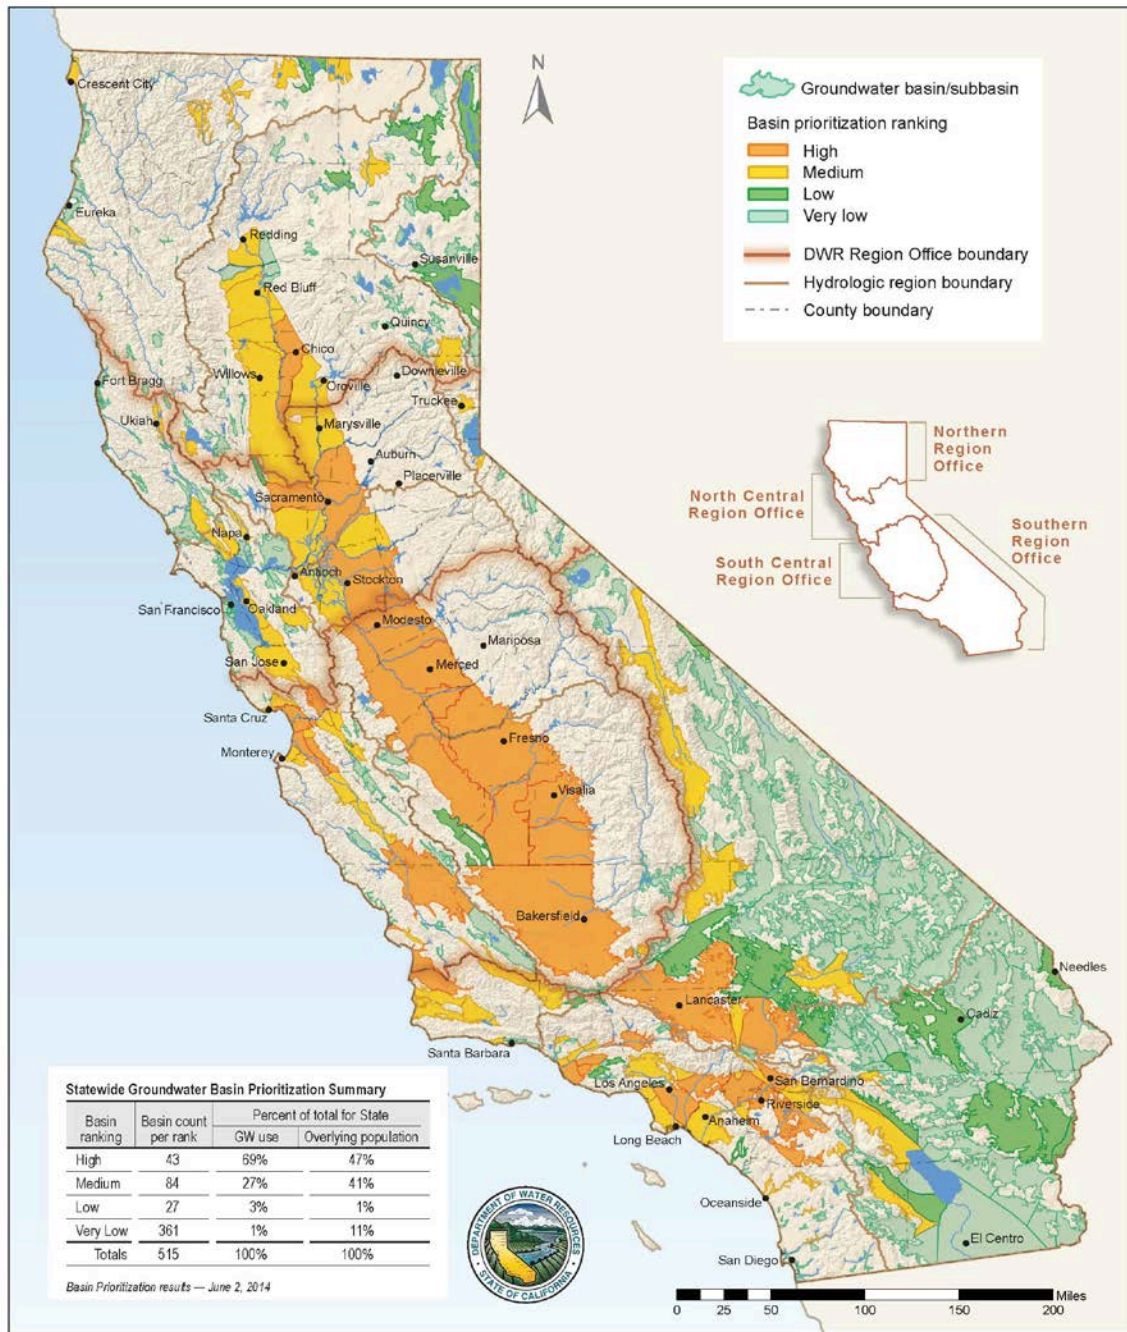 N
Groundwater basin/subbasin
Basin prioritization ranking
High
Medium
Low
Very low
DWR Region Office boundary
Hydrologic region boundary
County boundary
Crescent City
Eureka
Redding
Susanville
Red Bluff
Quincy
Chico
Fort Bragg
Willows
Oroville
Downieville
Truckee
Ukiah
Marysville
Auburn
Placerville
Sacramento
Napa
Antioch
Stockton
San Francisco
Oakland
Modesto
Mariposa
San Jose
Merced
Santa Cruz
Monterey
Fresno
Visalia
Bakersfield
Needles
Lancaster
Cadiz
Santa Barbara
Los Angeles
San Bernardino
Riverside
Anaheim
Long Beach
Oceanside
El Centro
San Diego
Northern
Region
Office
North Central
Region Office
Southern
Region
Office
South Central
Region Office
Statewide Groundwater Basin Prioritization Summary
Basin ranking Basin count per rank Percent of total for State
GW use Overlying population
High 43 69% 47%
Medium 84 27% 41%
Low 27 3% 1%
Very Low 361 1% 11%
Totals 515 100% 100%
Basin Prioritization results — June 2, 2014
DEPARTMENT OF WATER RESOURCES
STATE OF CALIFORNIA
Miles
0 25 50 100 150 200